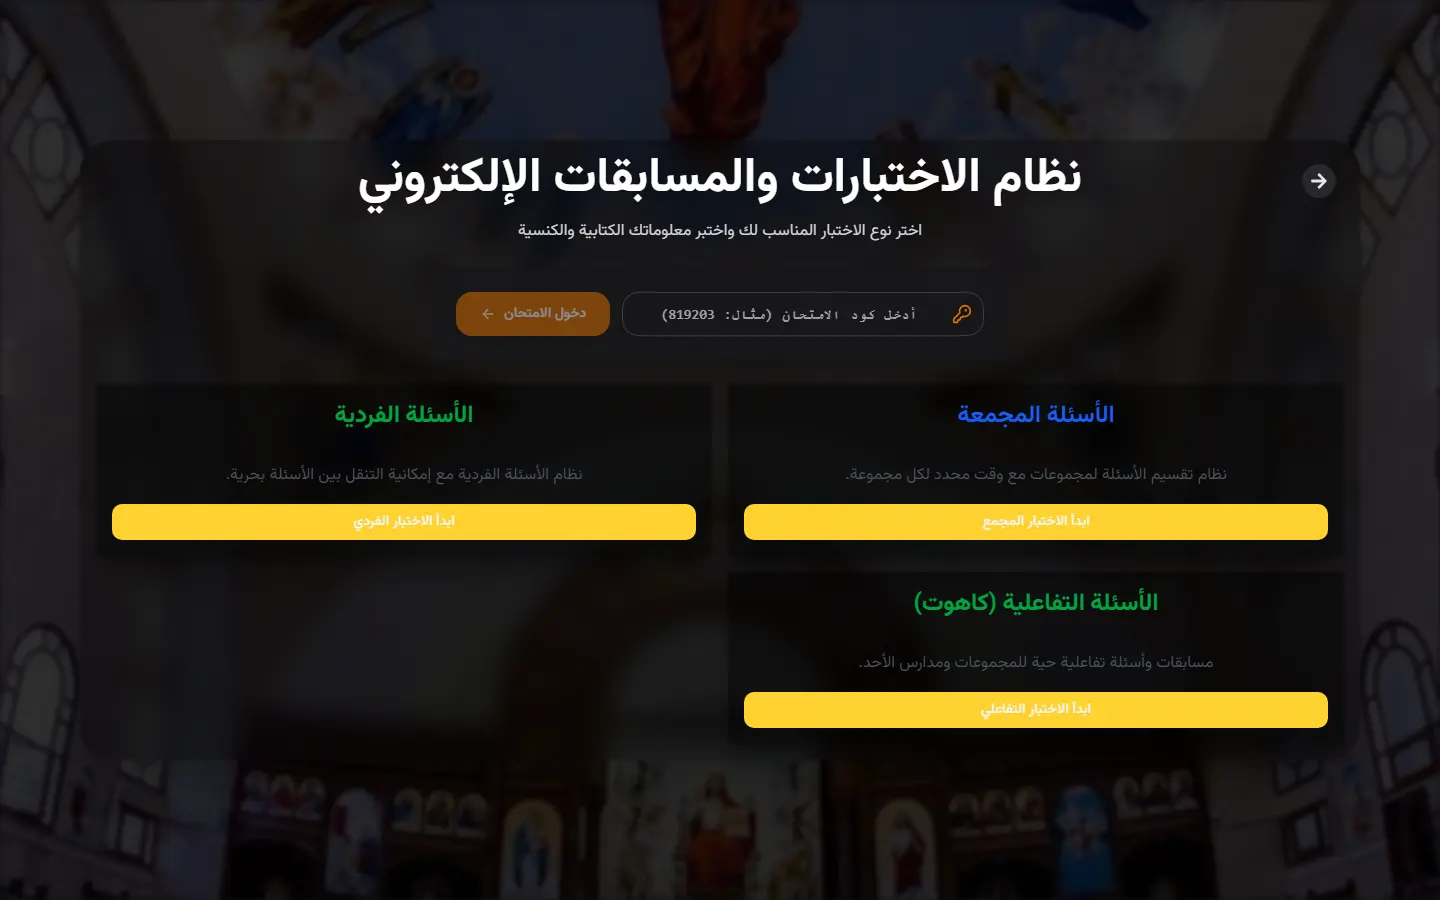 نظام الاختبارات والمسابقات الإلكتروني
اختر نوع الاختبار المناسب لك واختبر معلوماتك الكتابية والكنسية
أدخل كود الامتحان (مثال: 819203)
دخول الامتحان
الأسئلة المجمعة
نظام تقسيم الأسئلة لمجموعات مع وقت محدد لكل مجموعة.
ابدأ الاختبار المجمع
الأسئلة الفردية
نظام الأسئلة الفردية مع إمكانية التنقل بين الأسئلة بحرية.
ابدأ الاختبار الفردي
الأسئلة التفاعلية (كاهوت)
مسابقات وأسئلة تفاعلية حية للمجموعات ومدارس الأحد.
ابدأ الاختبار التفاعلي